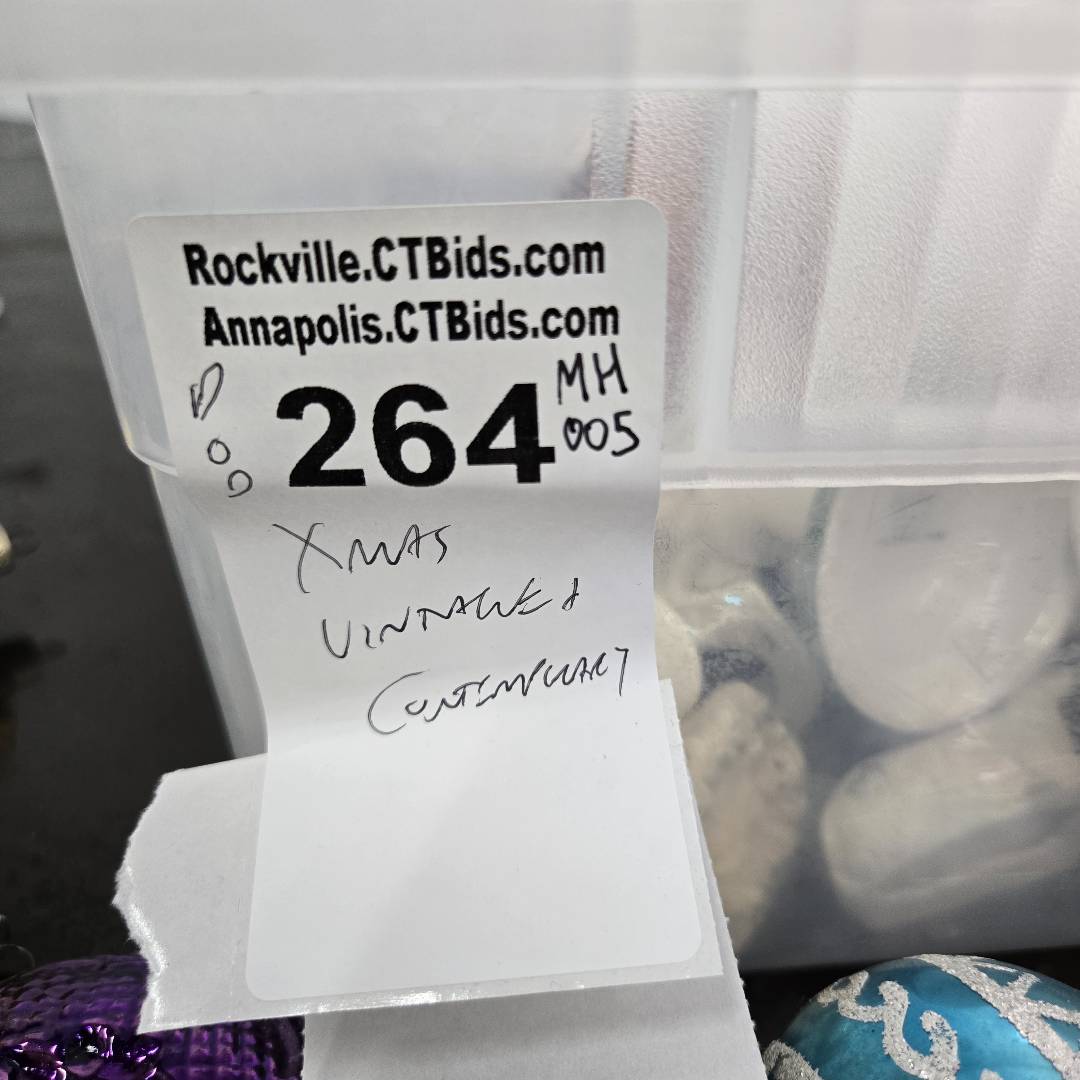 Rockville.CTBids.com
Annapolis.CTBids.com
264
MH
005
XMAS
VINTAGE &
CONTEMPORARY